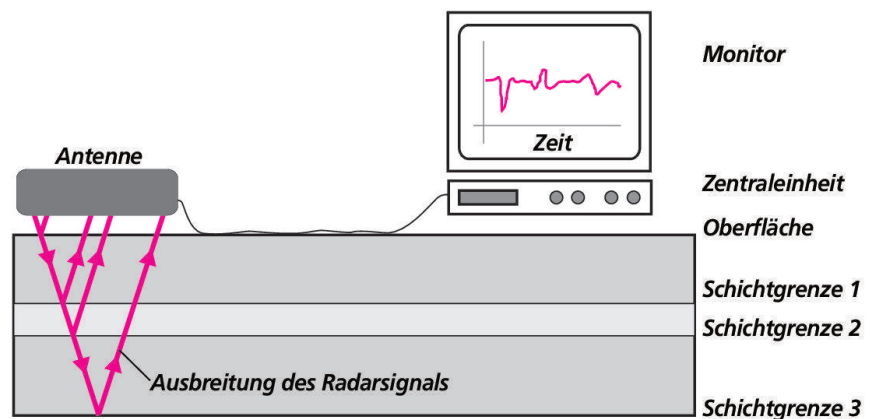 Monitor
Zeit
Antenne
Zentraleinheit
Oberfläche
Schichtgrenze 1
Schichtgrenze 2
Ausbreitung des Radarsignals
Schichtgrenze 3